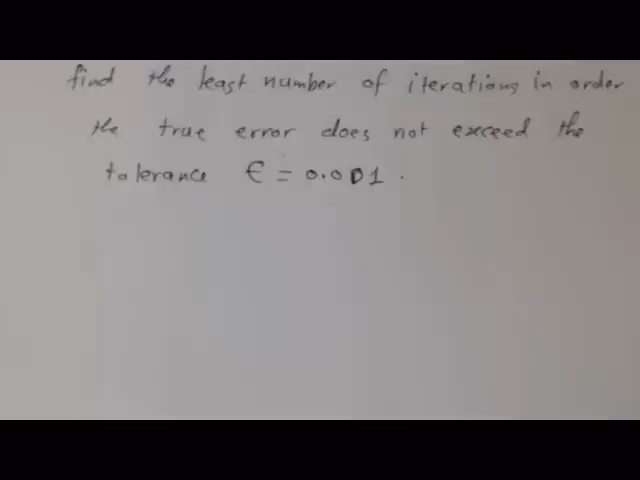 find the least number of iterations in order
the true error does not exceed the
tolerance ϵ = 0.001.